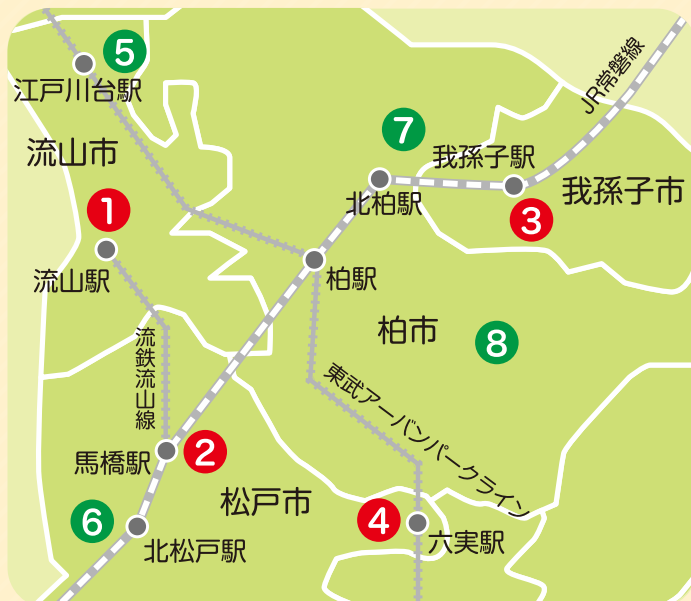 5
江戸川台駅
JR常磐線
流山市
7
我孫子駅
我孫子市
北柏駅
1
3
流山駅
柏駅
柏市
8
流鉄流山線
東武アーバンパークライン
馬橋駅
2
松戸市
4
六実駅
6
北松戸駅